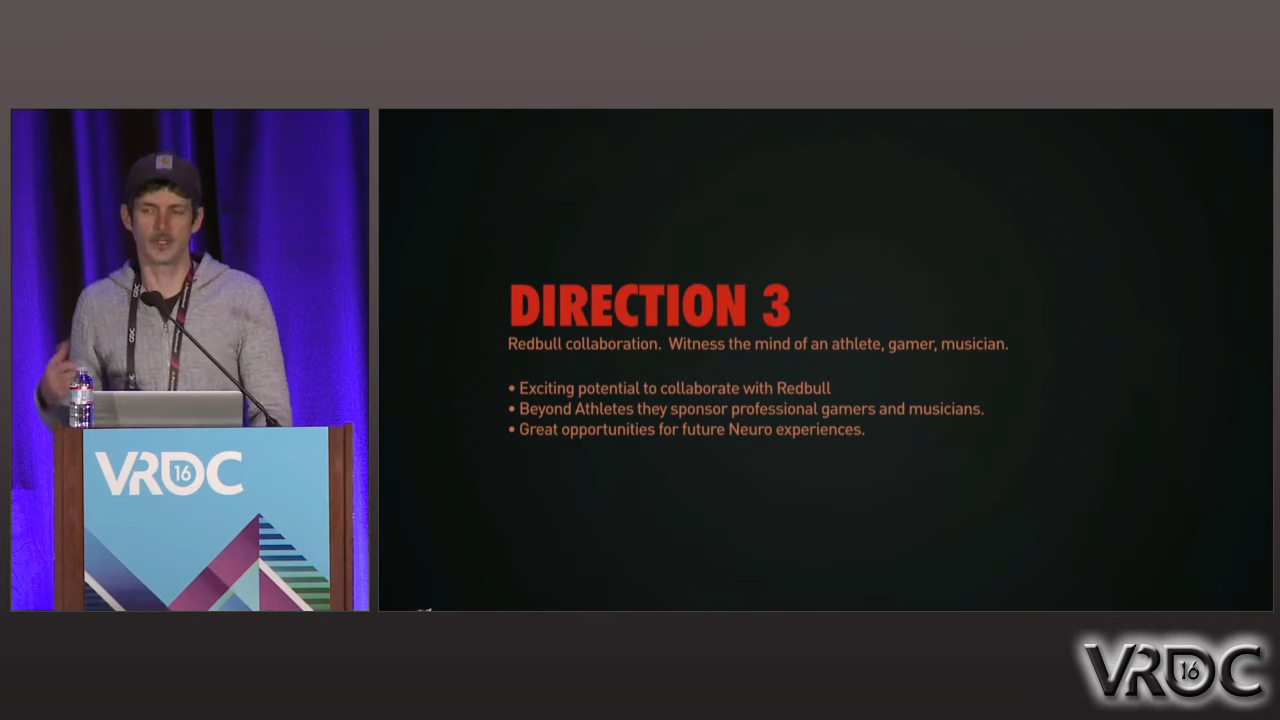 DIRECTION 3
Redbull collaboration. Witness the mind of an athlete, gamer, musician.
• Exciting potential to collaborate with Redbull
• Beyond Athletes they sponsor professional gamers and musicians.
• Great opportunities for future Neuro experiences.
GDC
VRDC 16
VRDC 16